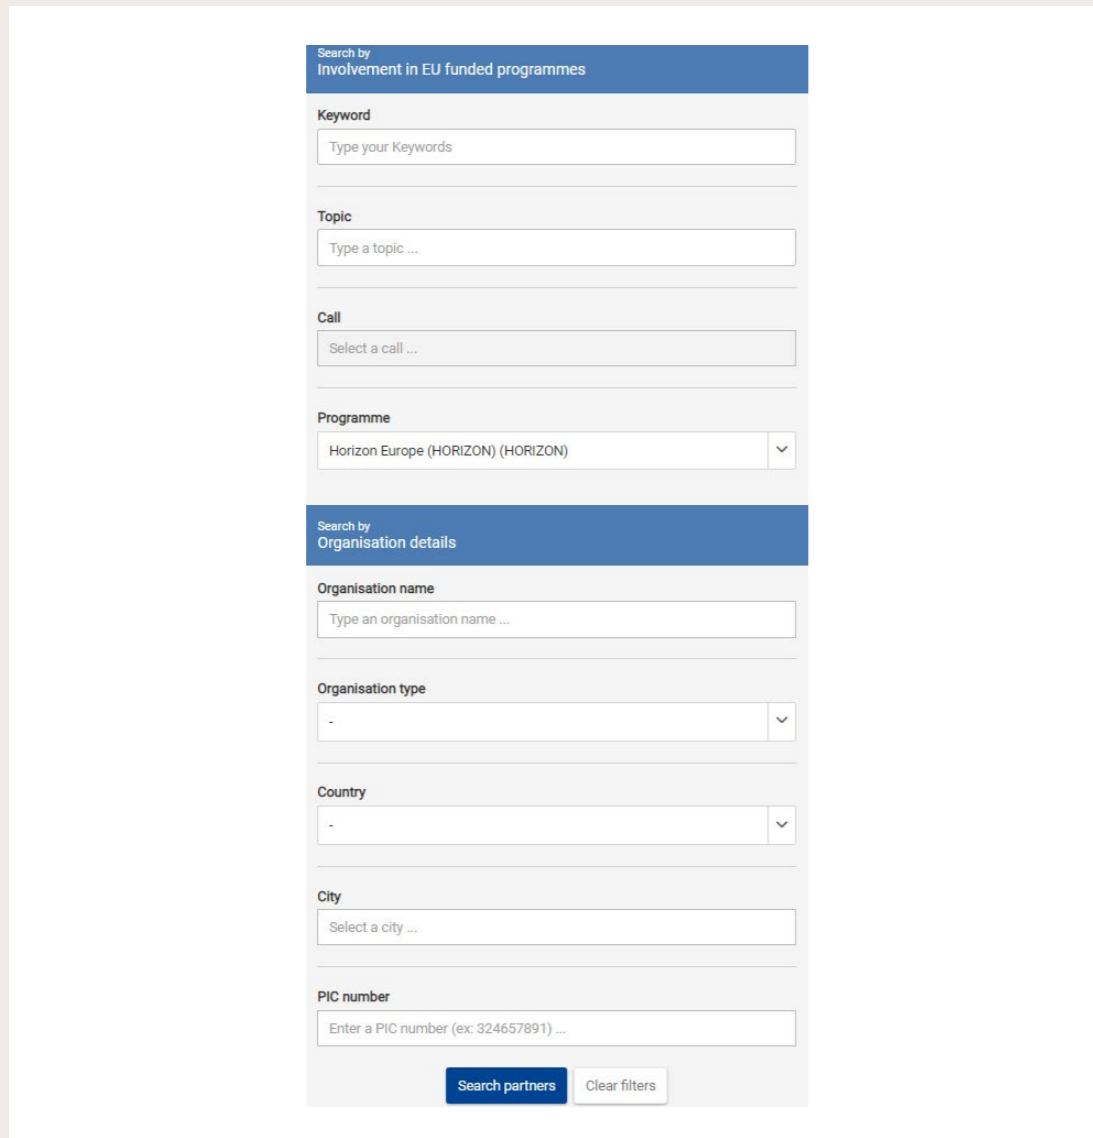 Search by
Involvement in EU funded programmes
Keyword
Type your Keywords
Topic
Type a topic ...
Call
Select a call ...
Programme
Horizon Europe (HORIZON) (HORIZON)
Search by
Organisation details
Organisation name
Type an organisation name ...
Organisation type
-
Country
-
City
Select a city ...
PIC number
Enter a PIC number (ex: 324657891) ...
Search partners Clear filters